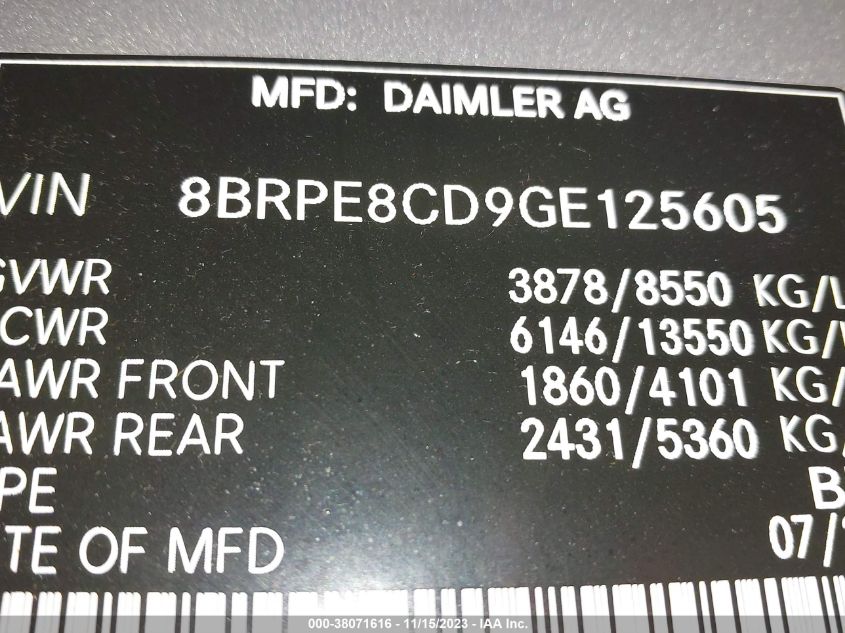 MFD: DAIMLER AG
VIN 8BRPE8CD9GE125605
GVWR 3878/8550 KG/L
CWR 6146/13550 KG/
AWR FRONT 1860/4101 KG/
AWR REAR 2431/5360 KG/
PE B
TE OF MFD 07/
000-38071616 - 11/15/2023 - IAA Inc.